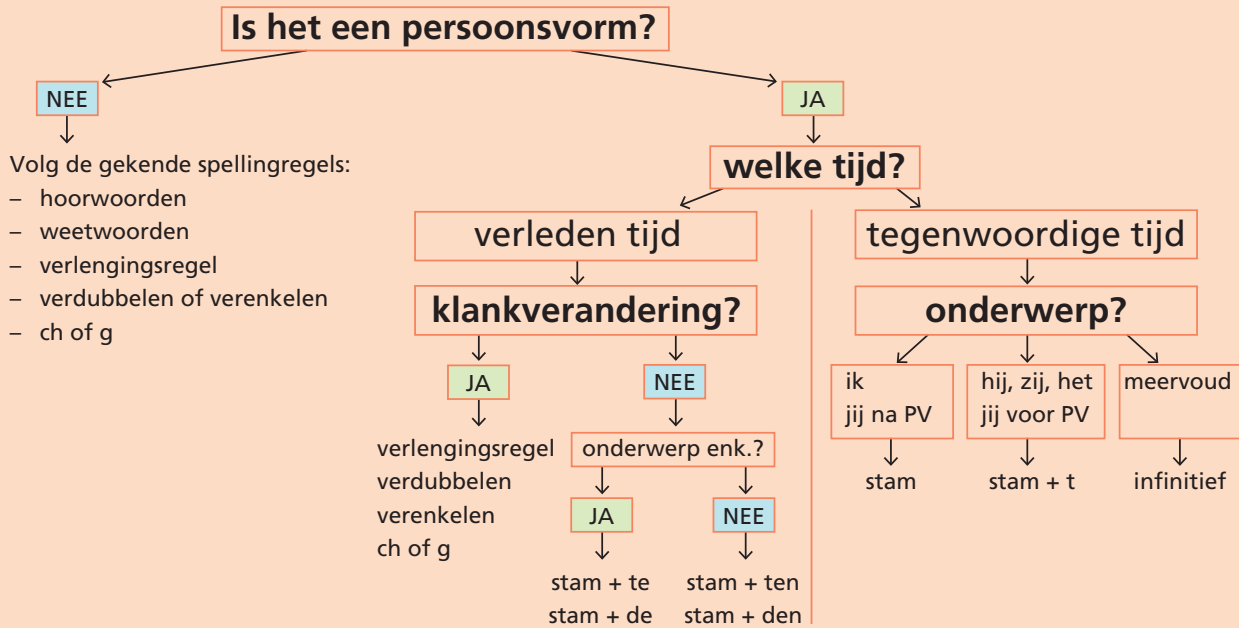 Is het een persoonsvorm?
NEE
JA
Volg de gekende spellingregels:
– hoorwoorden
– weetwoorden
– verlengingsregel
– verdubbelen of verenkelen
– ch of g
welke tijd?
verleden tijd
tegenwoordige tijd
klankverandering?
onderwerp?
JA
NEE
ik
jij na PV
hij, zij, het
jij voor PV
meervoud
verlengingsregel
verdubbelen
verenkelen
ch of g
onderwerp enk.?
stam
stam + t
infinitief
JA
NEE
stam + te
stam + de
stam + ten
stam + den